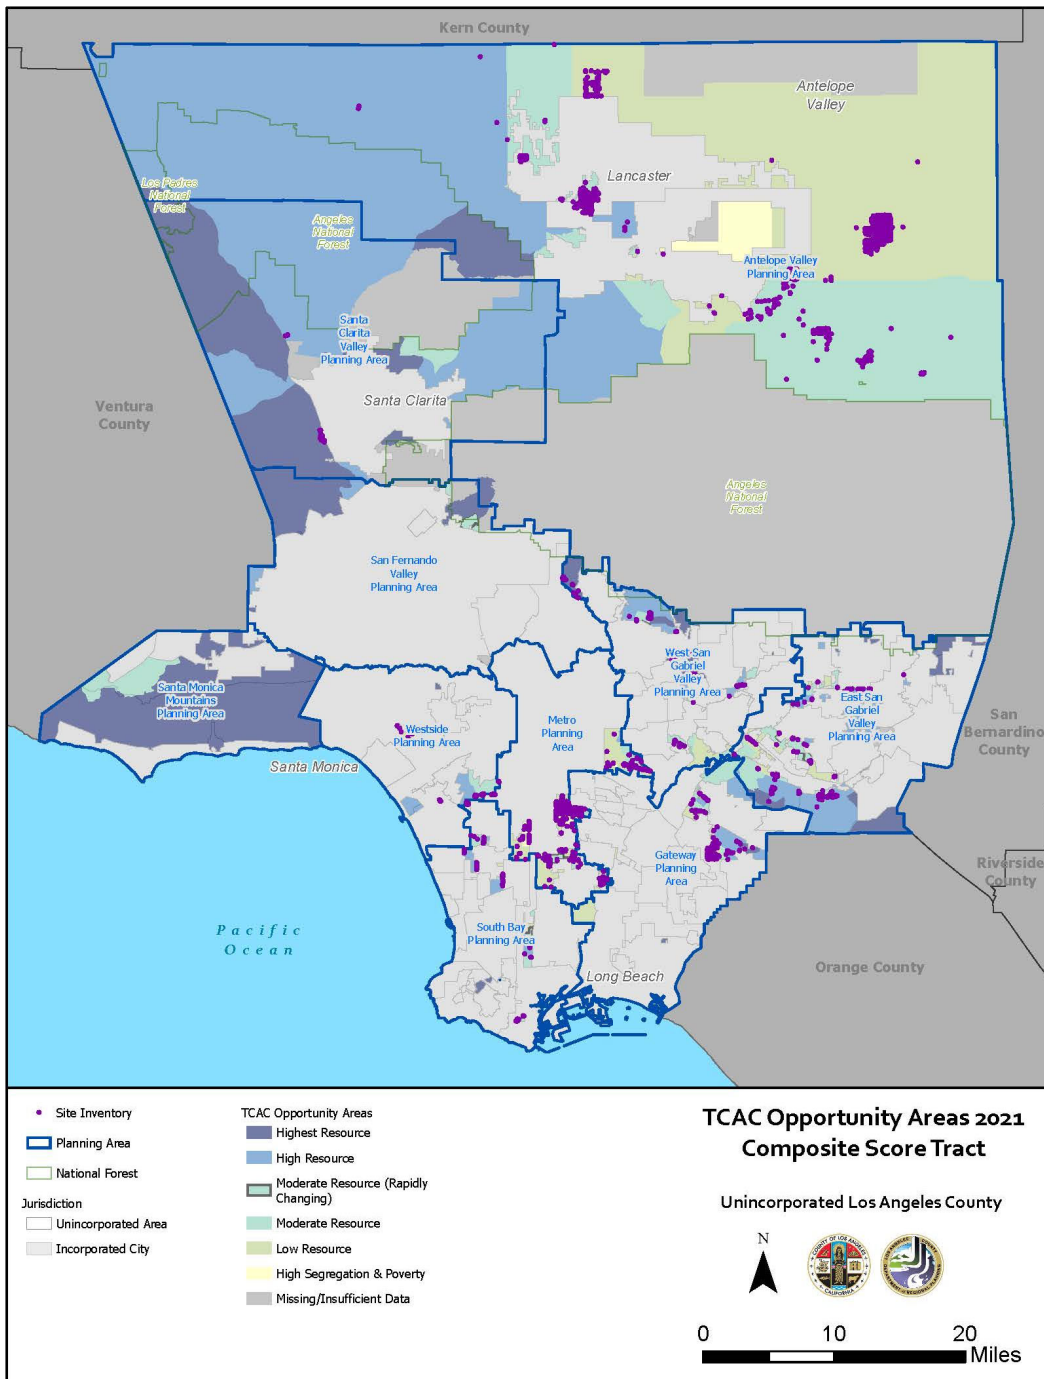 Kern County
Antelope
Valley
Lancaster
Los Padres
National
Forest
Angeles
National
Forest
Antelope Valley
Planning Area
Santa
Clarita
Valley
Planning Area
Santa Clarita
Ventura
County
Angeles
National
Forest
San Fernando
Valley
Planning Area
West San
Gabriel
Valley
Planning Area
Santa Monica
Mountains
Planning Area
East San
Gabriel
Valley
Planning Area
Westside
Planning Area
Metro
Planning
Area
San
Bernardino
County
Santa Monica
Gateway
Planning
Area
Riverside
County
Pacific
Ocean
South Bay
Planning Area
Long Beach
Orange County
Site Inventory
Planning Area
National Forest
Jurisdiction
Unincorporated Area
Incorporated City
TCAC Opportunity Areas
Highest Resource
High Resource
Moderate Resource (Rapidly
Changing)
Moderate Resource
Low Resource
High Segregation & Poverty
Missing/Insufficient Data
TCAC Opportunity Areas 2021
Composite Score Tract
Unincorporated Los Angeles County
N
0 10 20
Miles